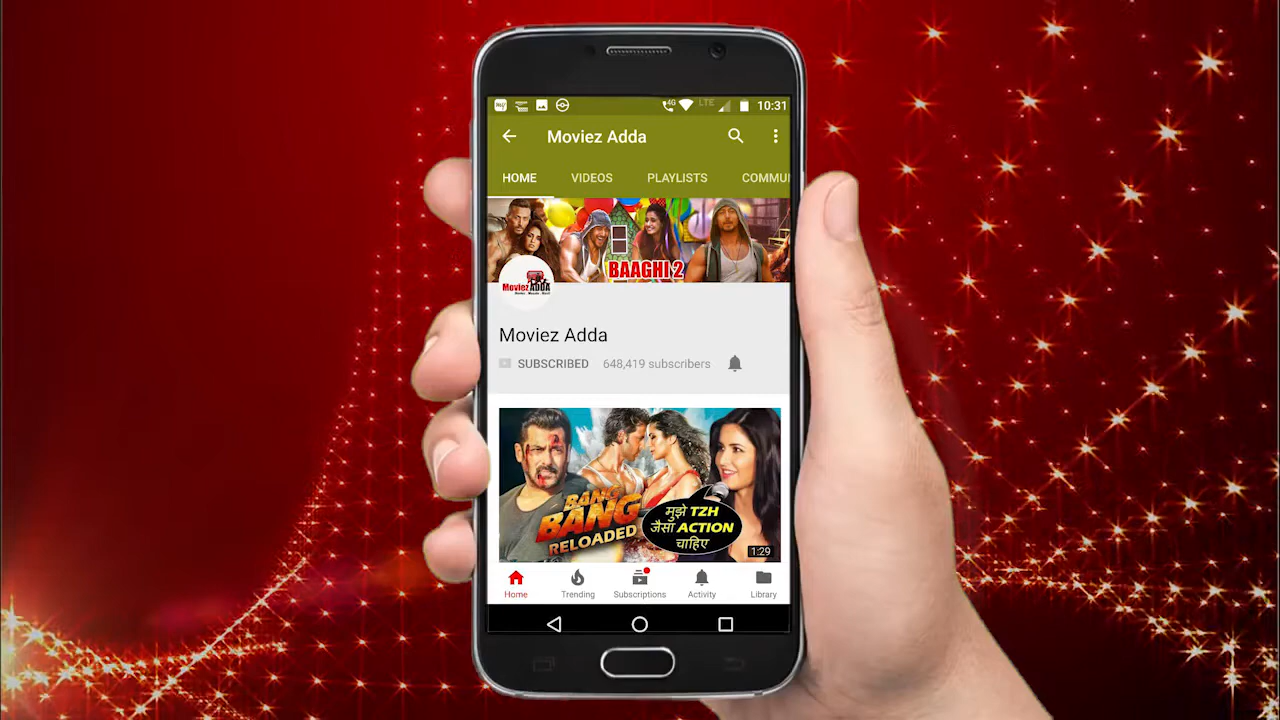 LTE 10:31
Moviez Adda
HOME VIDEOS PLAYLISTS COMMU
BAAGHI 2
Moviez ADDA
Moviez Adda
SUBSCRIBED 648,419 subscribers
BANG
BANG
RELOADED
मुझे TZH
जैसा ACTION
चाहिए
1:29
Home Trending Subscriptions Activity Library